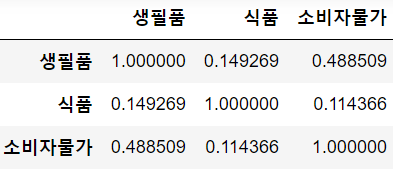 생필품 식품 소비자물가
생필품 1.000000 0.149269 0.488509
식품 0.149269 1.000000 0.114366
소비자물가 0.488509 0.114366 1.000000